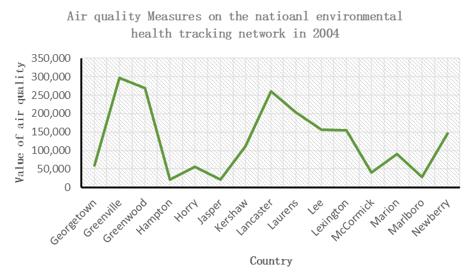 Air quality Measures on the natioanl environmental
health tracking network in 2004
Value of air quality
350,000
300,000
250,000
200,000
150,000
100,000
50,000
0
Georgetown
Greenville
Greenwood
Hampton
Horry
Jasper
Kershaw
Lancaster
Laurens
Lee
Lexington
McCormick
Marion
Marlboro
Newberry
Country